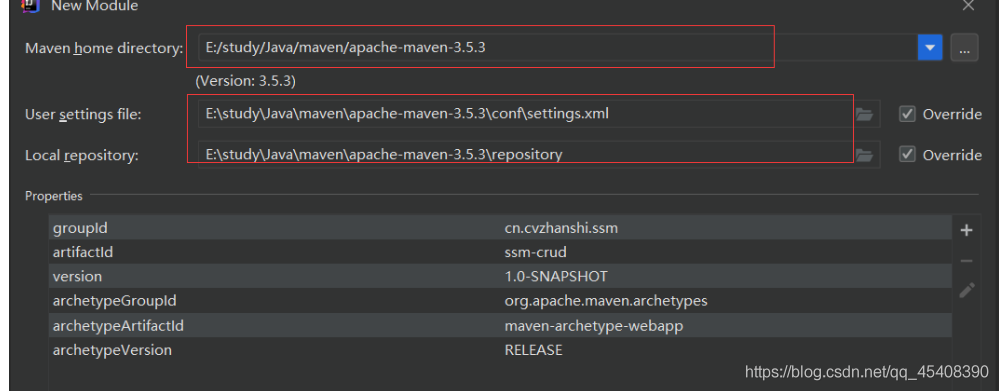 New Module
Maven home directory: E:/study/Java/maven/apache-maven-3.5.3 ...
(Version: 3.5.3)
User settings file: E:\study\Java\maven\apache-maven-3.5.3\conf\settings.xml Override
Local repository: E:\study\Java\maven\apache-maven-3.5.3\repository Override
Properties
groupId cn.cvzhanshi.ssm
artifactId ssm-crud
version 1.0-SNAPSHOT
archetypeGroupId org.apache.maven.archetypes
archetypeArtifactId maven-archetype-webapp
archetypeVersion RELEASE
https://blog.csdn.net/qq_45408390